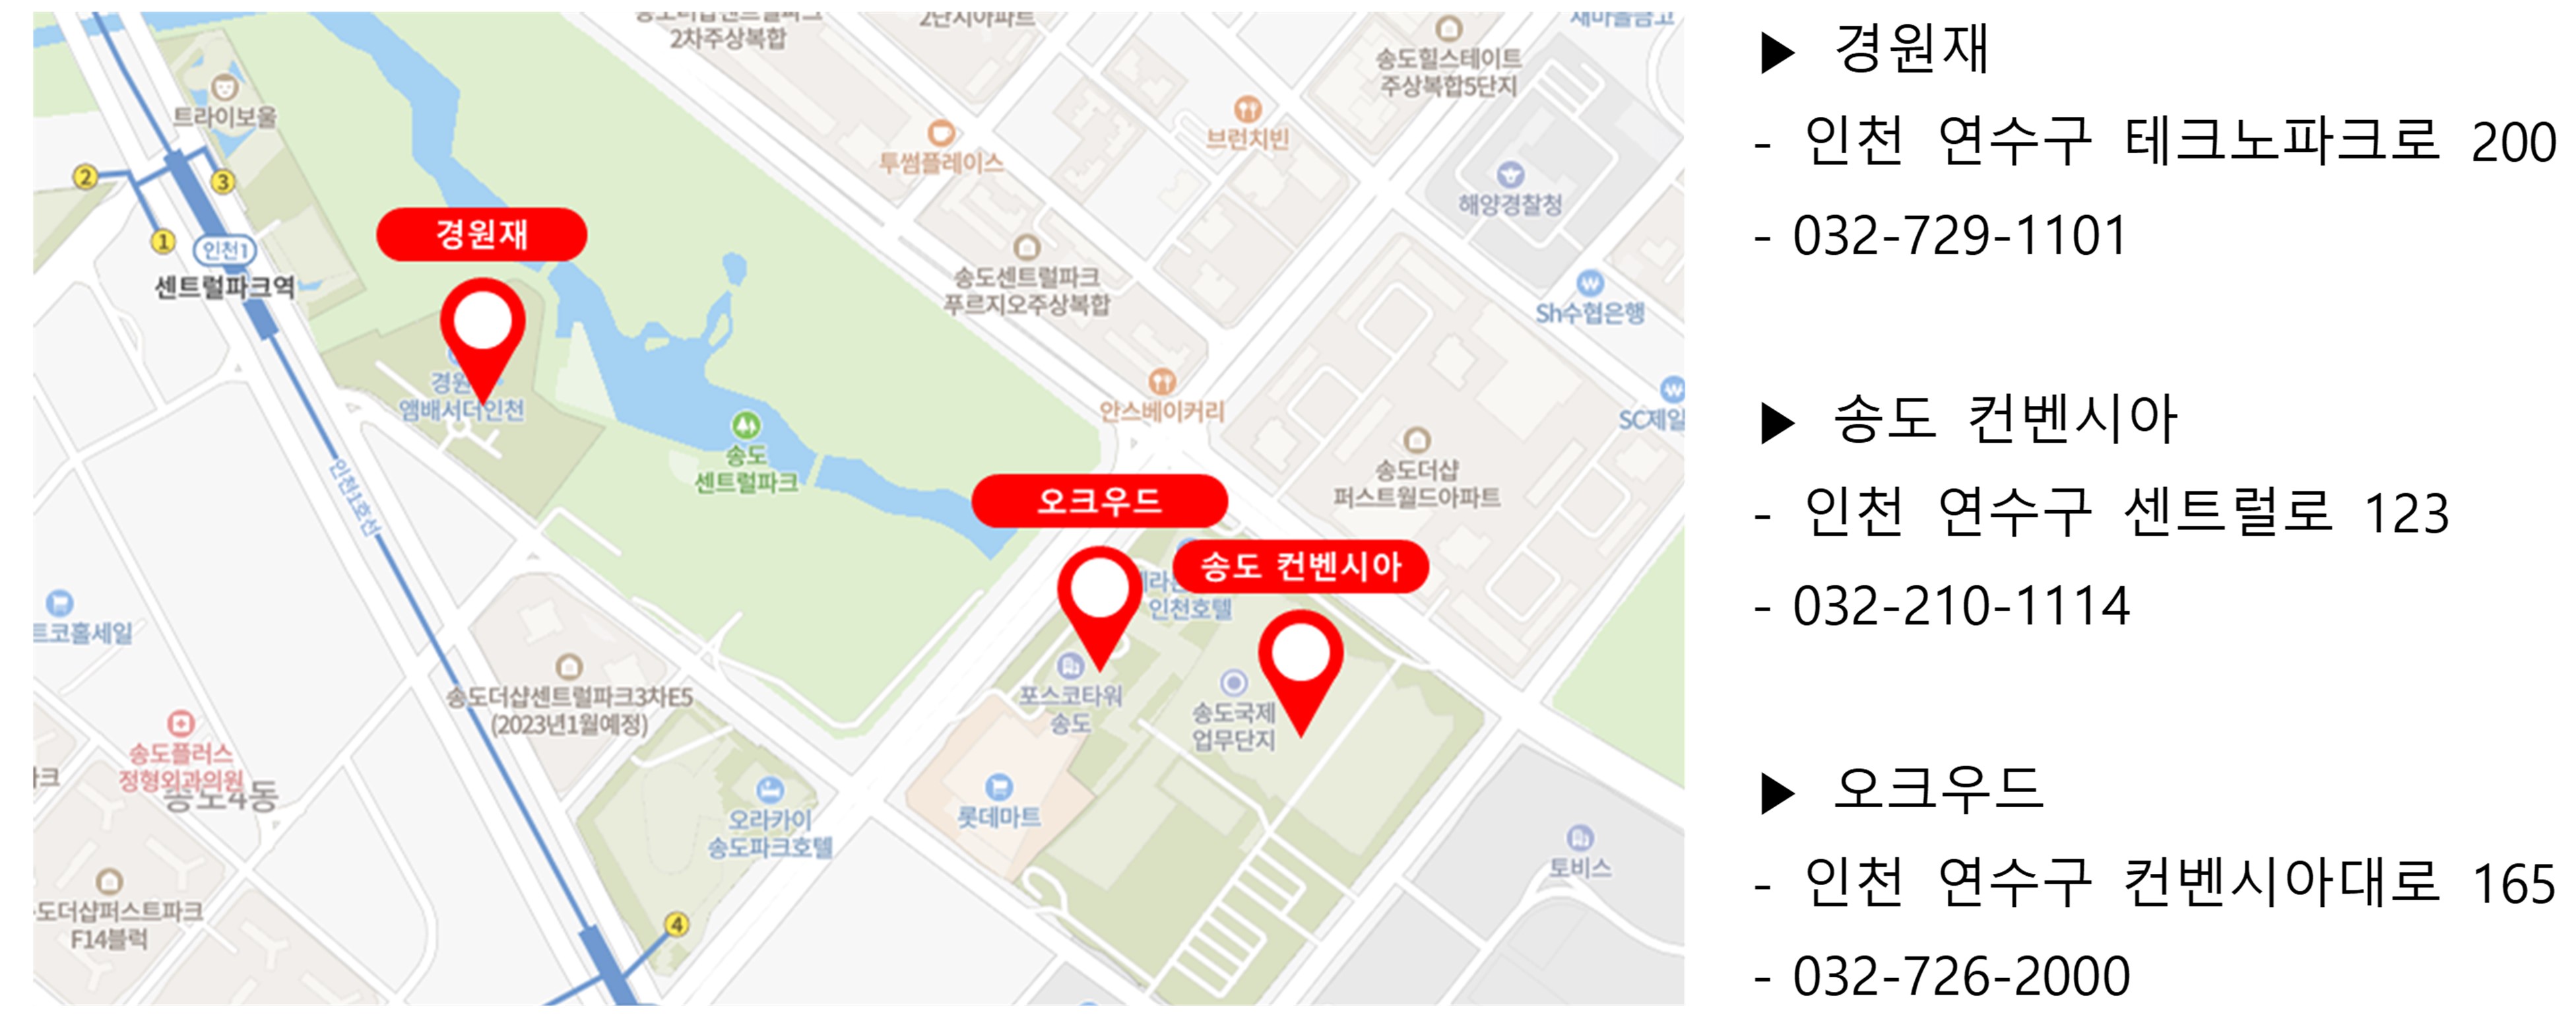 2차주상복합
2단지아파트
새마을금고
송도힐스테이트
주상복합5단지
트라이보울
투썸플레이스
브런치빈
해양경찰청
2
3
1
인천1
센트럴파크역
경원재
송도센트럴파크
푸르지오주상복합
Sh수협은행
경원
앰배서더인천
안스베이커리
SC제일
송도
센트럴파크
송도더샵
퍼스트월드아파트
인천1호선
오크우드
송도 컨벤시아
인천호텔
트코홀세일
송도더샵센트럴파크3차E5
(2023년1월예정)
포스코타워
송도
송도국제
업무단지
송도플러스
정형외과의원
송도4동
파크
롯데마트
오라카이
송도파크호텔
토비스
도더샵퍼스트파크
F14블럭
4
▶ 경원재
- 인천 연수구 테크노파크로 200
- 032-729-1101
▶ 송도 컨벤시아
- 인천 연수구 센트럴로 123
- 032-210-1114
▶ 오크우드
- 인천 연수구 컨벤시아대로 165
- 032-726-2000